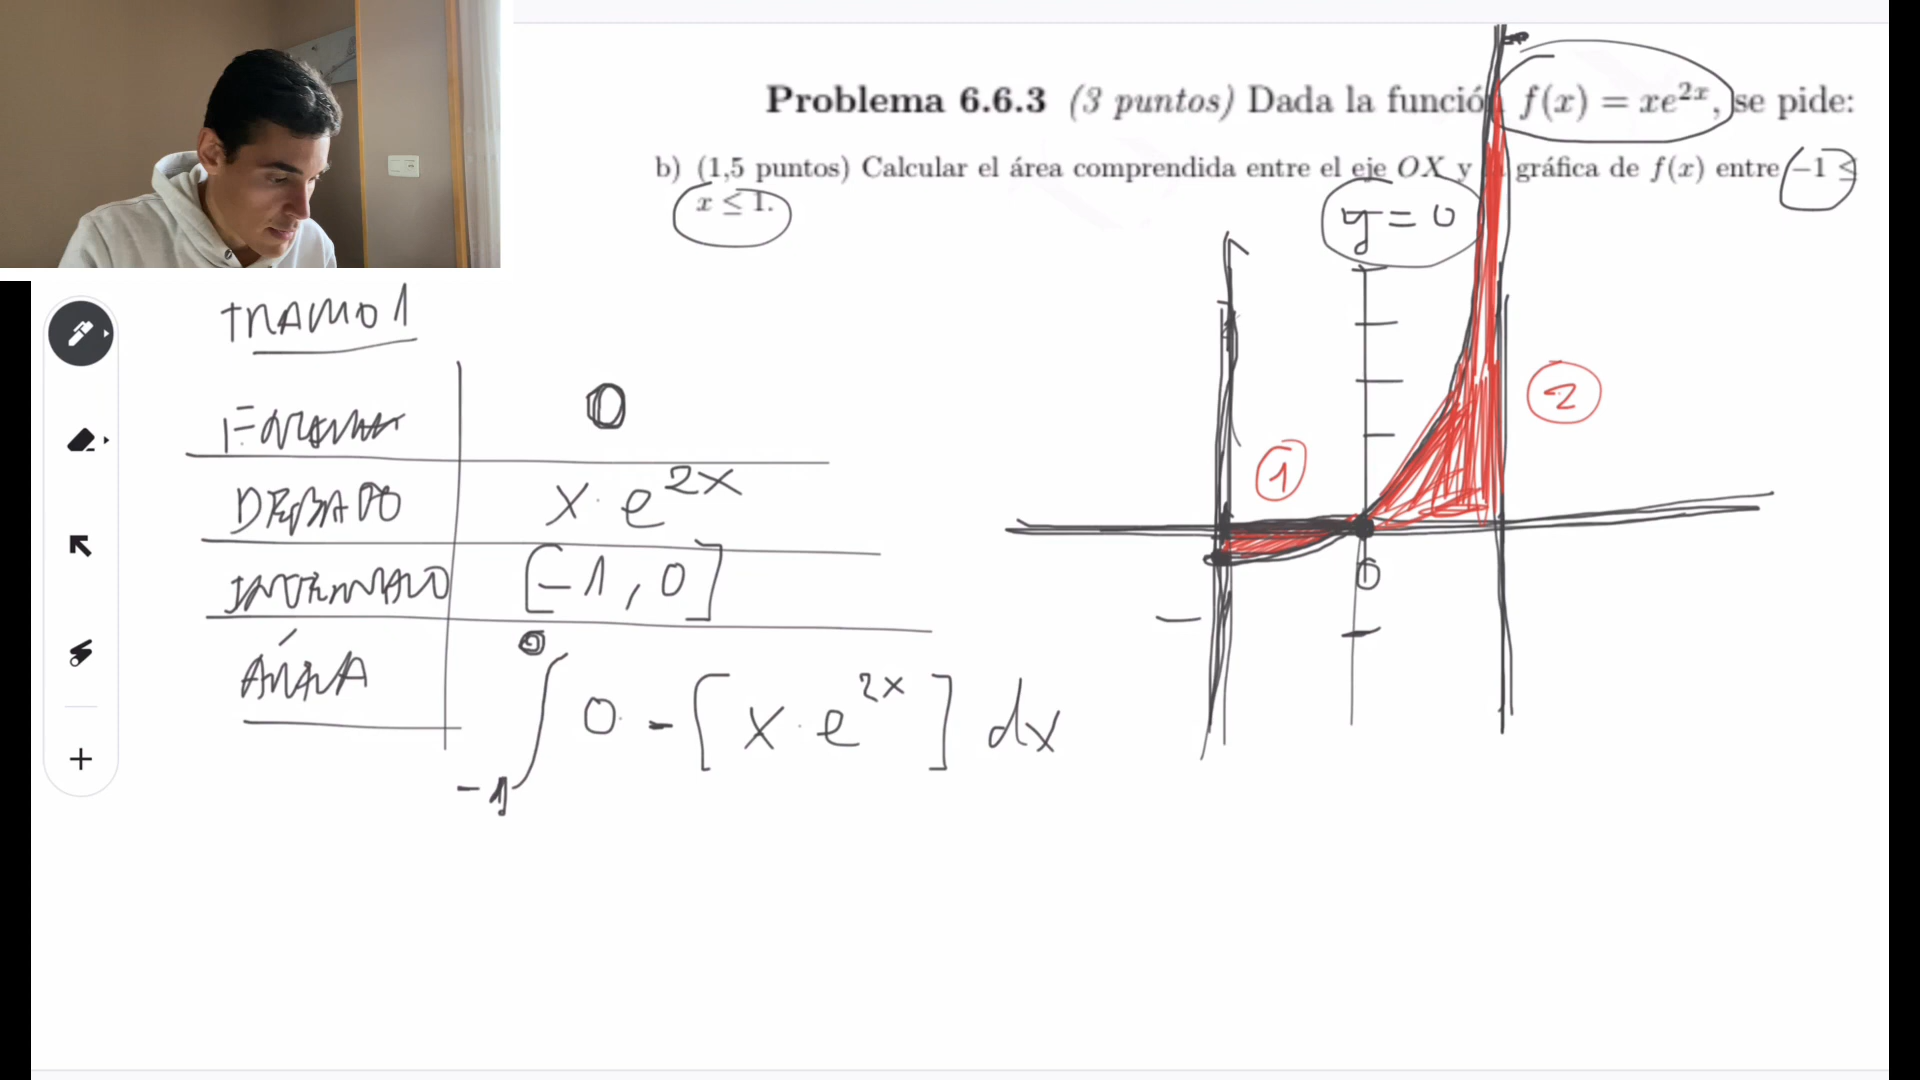 Problema 6.6.3 (3 puntos) Dada la función f(x) = xe^{2x}, se pide:
b) (1,5 puntos) Calcular el área comprendida entre el eje OX y gráfica de f(x) entre −1 ≤
x ≤ 1.
y = 0
TRAMO 1
0
DEBAJO x · e^{2x}
INTERVALO [-1, 0]
ÁREA ∫_{-1}^{0} 0 - [x · e^{2x}] dx
1
2
0